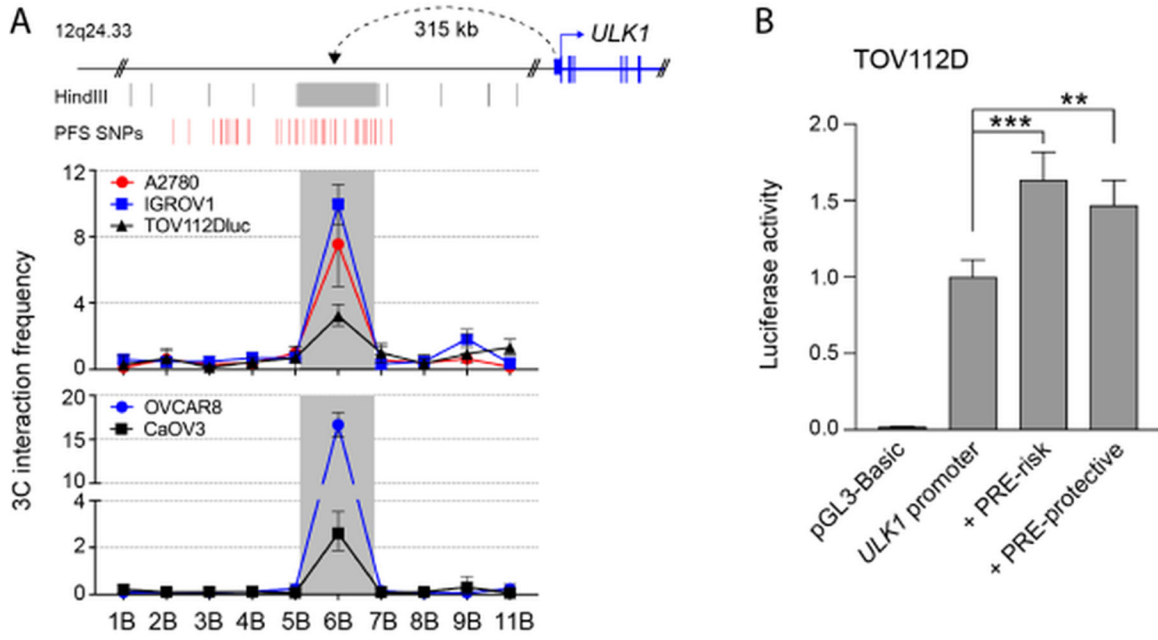 A
12q24.33
315 kb
ULK1
HindIII
PFS SNPs
3C interaction frequency
12
8
4
0
A2780
IGROV1
TOV112Dluc
20
15
10
4
2
0
OVCAR8
CaOV3
1B 2B 3B 4B 5B 6B 7B 8B 9B 11B
B
TOV112D
Luciferase activity
2.0
1.5
1.0
0.5
0.0
***
**
pGL3-Basic
ULK1 promoter
+ PRE-risk
+ PRE-protective